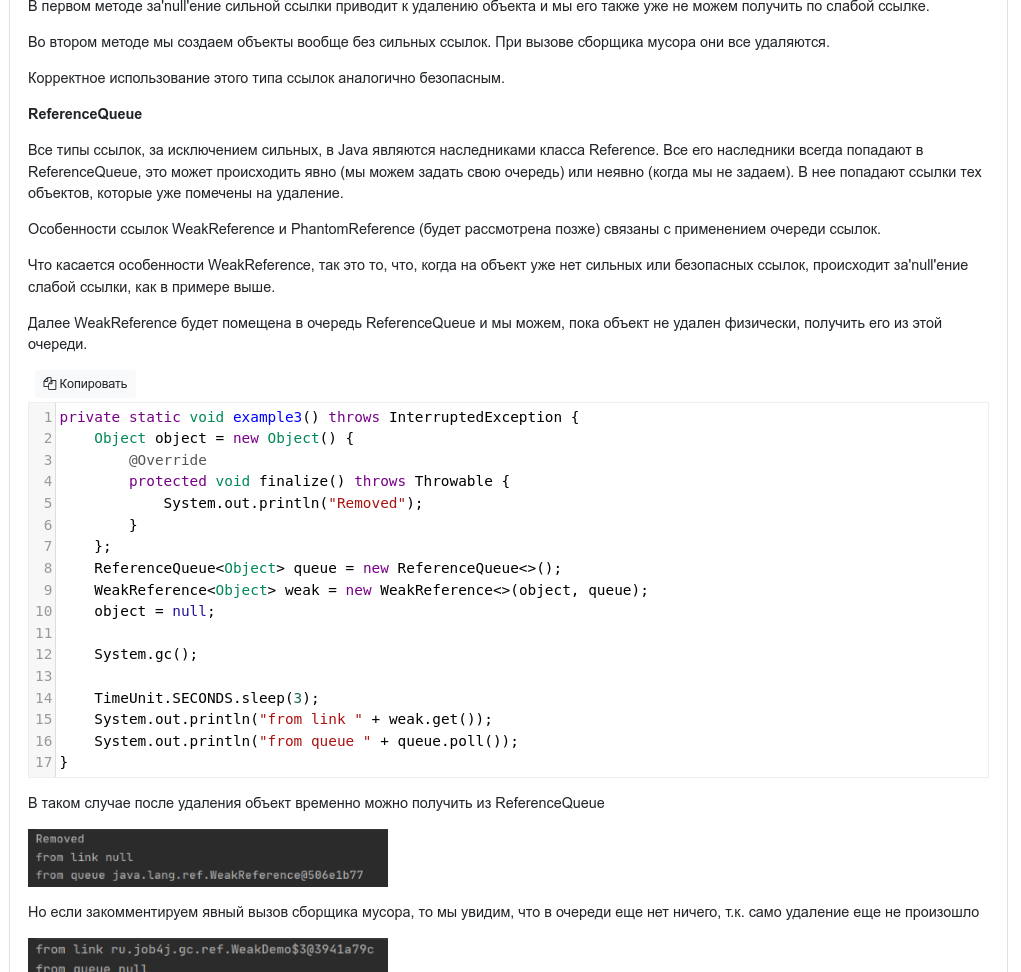 В первом методе за'null'ение сильной ссылки приводит к удалению объекта и мы его также уже не можем получить по слабой ссылке.
Во втором методе мы создаем объекты вообще без сильных ссылок. При вызове сборщика мусора они все удаляются.
Корректное использование этого типа ссылок аналогично безопасным.
ReferenceQueue
Все типы ссылок, за исключением сильных, в Java являются наследниками класса Reference. Все его наследники всегда попадают в
ReferenceQueue, это может происходить явно (мы можем задать свою очередь) или неявно (когда мы не задаем). В нее попадают ссылки тех
объектов, которые уже помечены на удаление.
Особенности ссылок WeakReference и PhantomReference (будет рассмотрена позже) связаны с применением очереди ссылок.
Что касается особенности WeakReference, так это то, что, когда на объект уже нет сильных или безопасных ссылок, происходит за'null'ение
слабой ссылки, как в примере выше.
Далее WeakReference будет помещена в очередь ReferenceQueue и мы можем, пока объект не удален физически, получить его из этой
очереди.
Копировать
1 private static void example3() throws InterruptedException {
2     Object object = new Object() {
3         @Override
4         protected void finalize() throws Throwable {
5             System.out.println("Removed");
6         }
7     };
8     ReferenceQueue<Object> queue = new ReferenceQueue<>();
9     WeakReference<Object> weak = new WeakReference<>(object, queue);
10     object = null;
11
12     System.gc();
13
14     TimeUnit.SECONDS.sleep(3);
15     System.out.println("from link " + weak.get());
16     System.out.println("from queue " + queue.poll());
17 }
В таком случае после удаления объект временно можно получить из ReferenceQueue
Removed
from link null
from queue java.lang.ref.WeakReference@506e1b77
Но если закомментируем явный вызов сборщика мусора, то мы увидим, что в очереди еще нет ничего, т.к. само удаление еще не произошло
from link ru.job4j.gc.ref.WeakDemo$3@3941a79c
from queue null